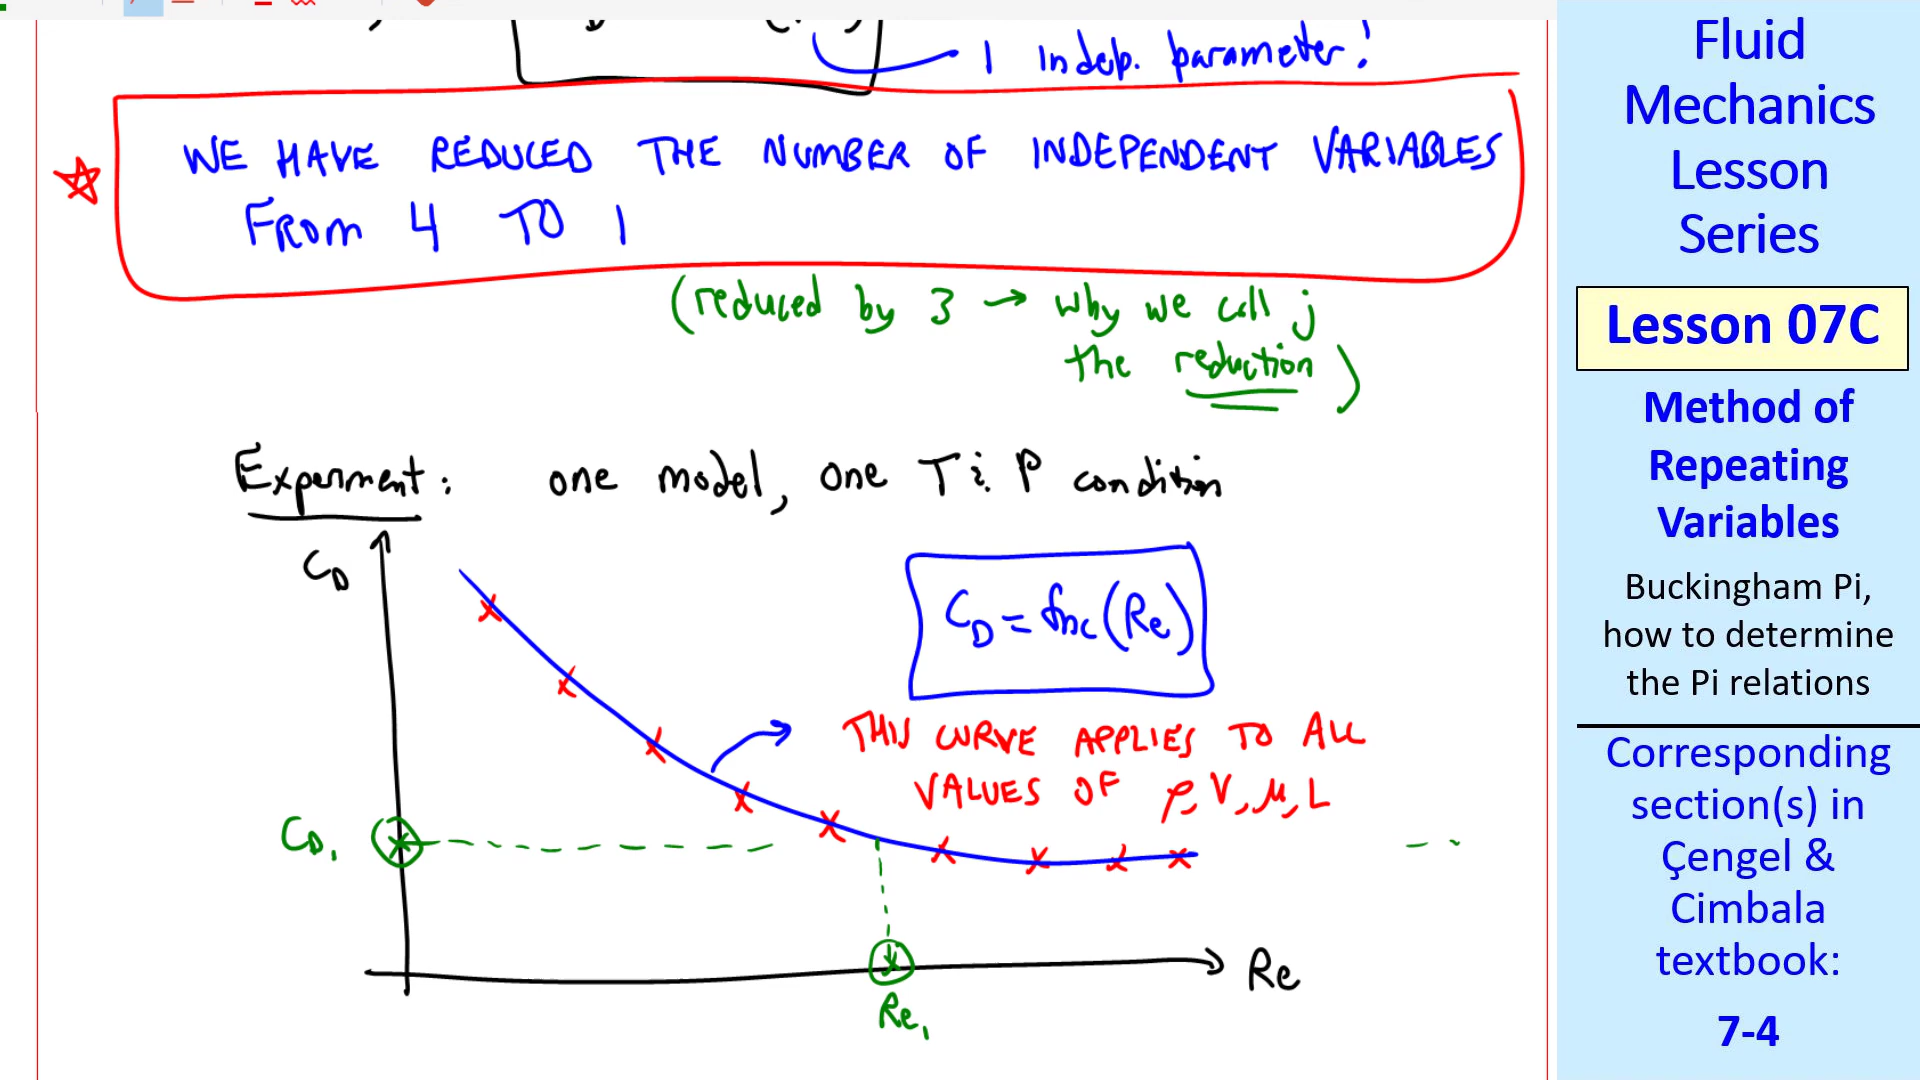 1 indep. parameter!
WE HAVE REDUCED THE NUMBER OF INDEPENDENT VARIABLES
FROM 4 TO 1
(reduced by 3 → why we call j
the reduction)
Experiment: one model, one T & P condition
C_D
C_D = fnc(Re)
THIS CURVE APPLIES TO ALL
VALUES OF ρ, V, μ, L
C_D₁
Re
Re₁
Fluid
Mechanics
Lesson
Series
Lesson 07C
Method of
Repeating
Variables
Buckingham Pi,
how to determine
the Pi relations
Corresponding
section(s) in
Çengel &
Cimbala
textbook:
7-4